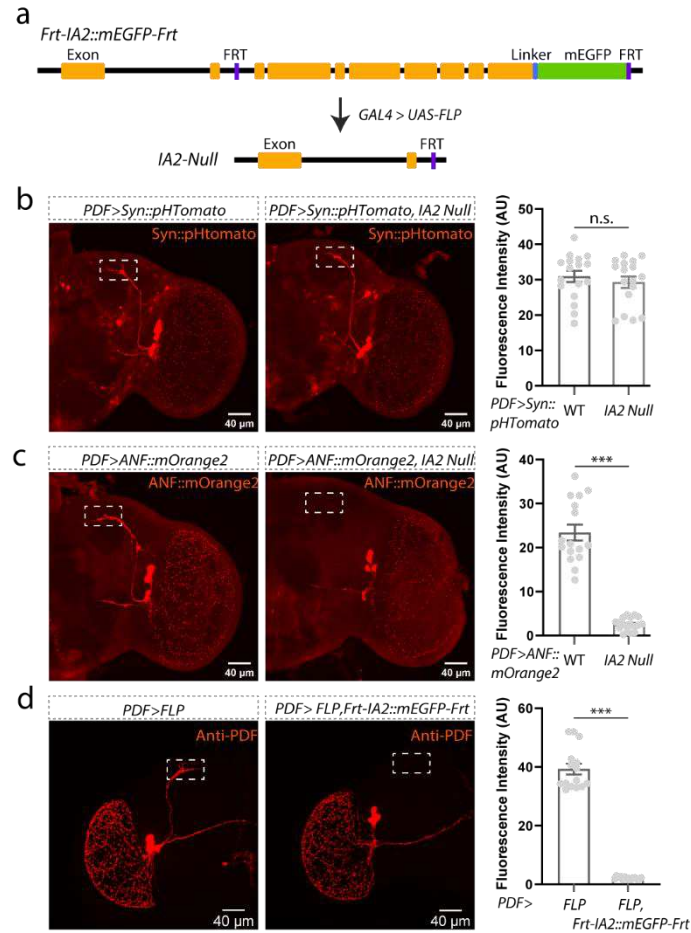 a
Frt-IA2::mEGFP-Frt
Exon FRT Linker mEGFP FRT
GAL4 > UAS-FLP
Exon FRT
IA2-Null
b
PDF>Syn::pHTomato PDF>Syn::pHTomato, IA2 Null
Syn::pHtomato Syn::pHtomato
40 µm 40 µm
Fluorescence Intensity (AU)
n.s.
50
40
30
20
10
0
PDF>Syn:: WT IA2 Null
pHTomato
c
PDF>ANF::mOrange2 PDF>ANF::mOrange2, IA2 Null
ANF::mOrange2 ANF::mOrange2
40 µm 40 µm
Fluorescence Intensity (AU)
***
40
30
20
10
0
PDF>ANF:: WT IA2 Null
mOrange2
d
PDF>FLP PDF> FLP,Frt-IA2::mEGFP-Frt
Anti-PDF Anti-PDF
40 µm 40 µm
Fluorescence Intensity (AU)
***
60
40
20
0
PDF> FLP FLP,
Frt-IA2::mEGFP-Frt